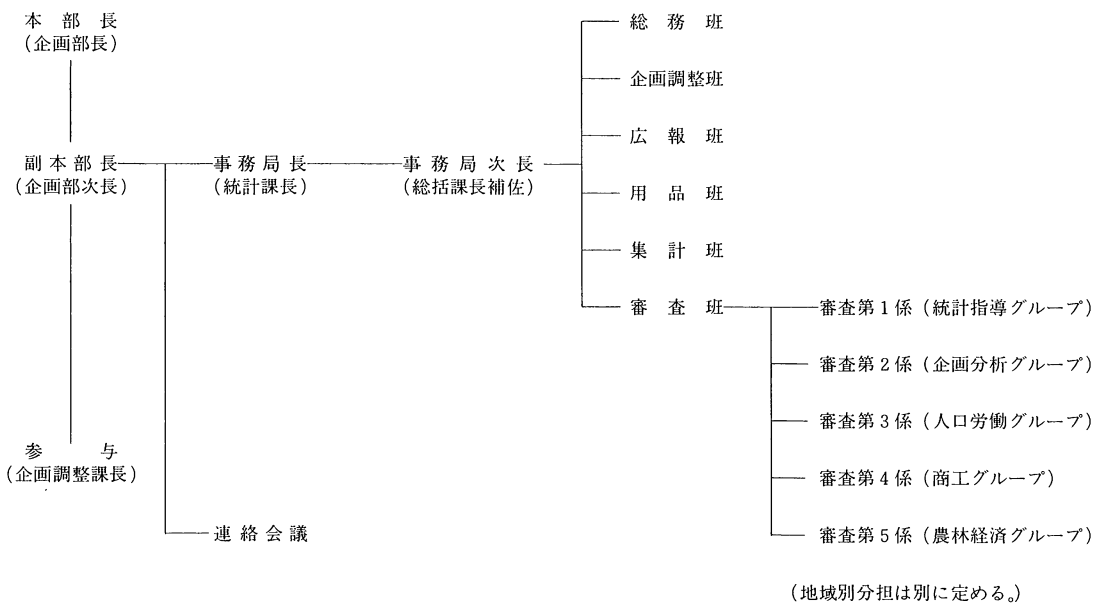 本部長
(企画部長)
副本部長
(企画部次長)
参与
(企画調整課長)
事務局長
(統計課長)
連絡会議
事務局次長
(総括課長補佐)
総務班
企画調整班
広報班
用品班
集計班
審査班
審査第1係(統計指導グループ)
審査第2係(企画分析グループ)
審査第3係(人口労働グループ)
審査第4係(商工グループ)
審査第5係(農林経済グループ)
(地域別分担は別に定める。)